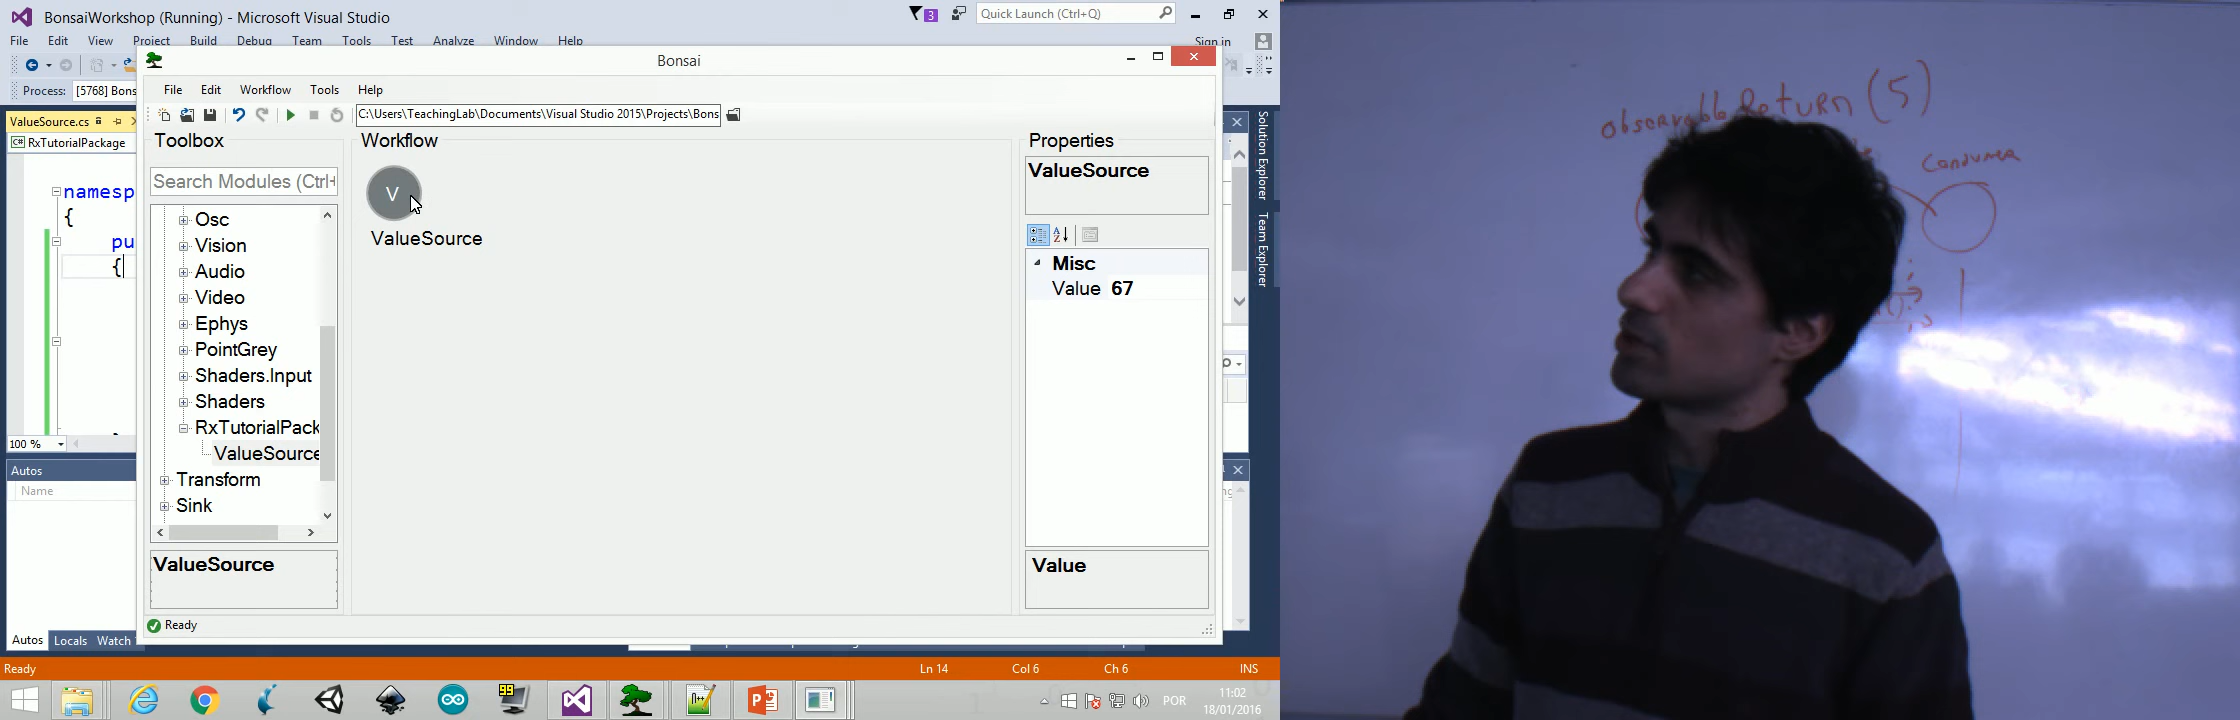 BonsaiWorkshop (Running) - Microsoft Visual Studio
3
Quick Launch (Ctrl+Q)
File Edit View Project Build Debug Team Tools Test Analyze Window Help
Sign in
Process: [5768] Bons
ValueSource.cs
RxTutorialPackage
namesp
{
pu
{
100 %
Autos
Name
Autos Locals Watch
Ready
Ln 14 Col 6 Ch 6 INS
Solution Explorer
Team Explorer
Bonsai
File Edit Workflow Tools Help
C:\Users\TeachingLab\Documents\Visual Studio 2015\Projects\Bons
Toolbox
Search Modules (Ctrl+
Osc
Vision
Audio
Video
Ephys
PointGrey
Shaders.Input
Shaders
RxTutorialPack
ValueSource
Transform
Sink
ValueSource
Workflow
V
ValueSource
Properties
ValueSource
Misc
Value 67
Value
Ready
99
POR
11:02
18/01/2016
observable Return (5)